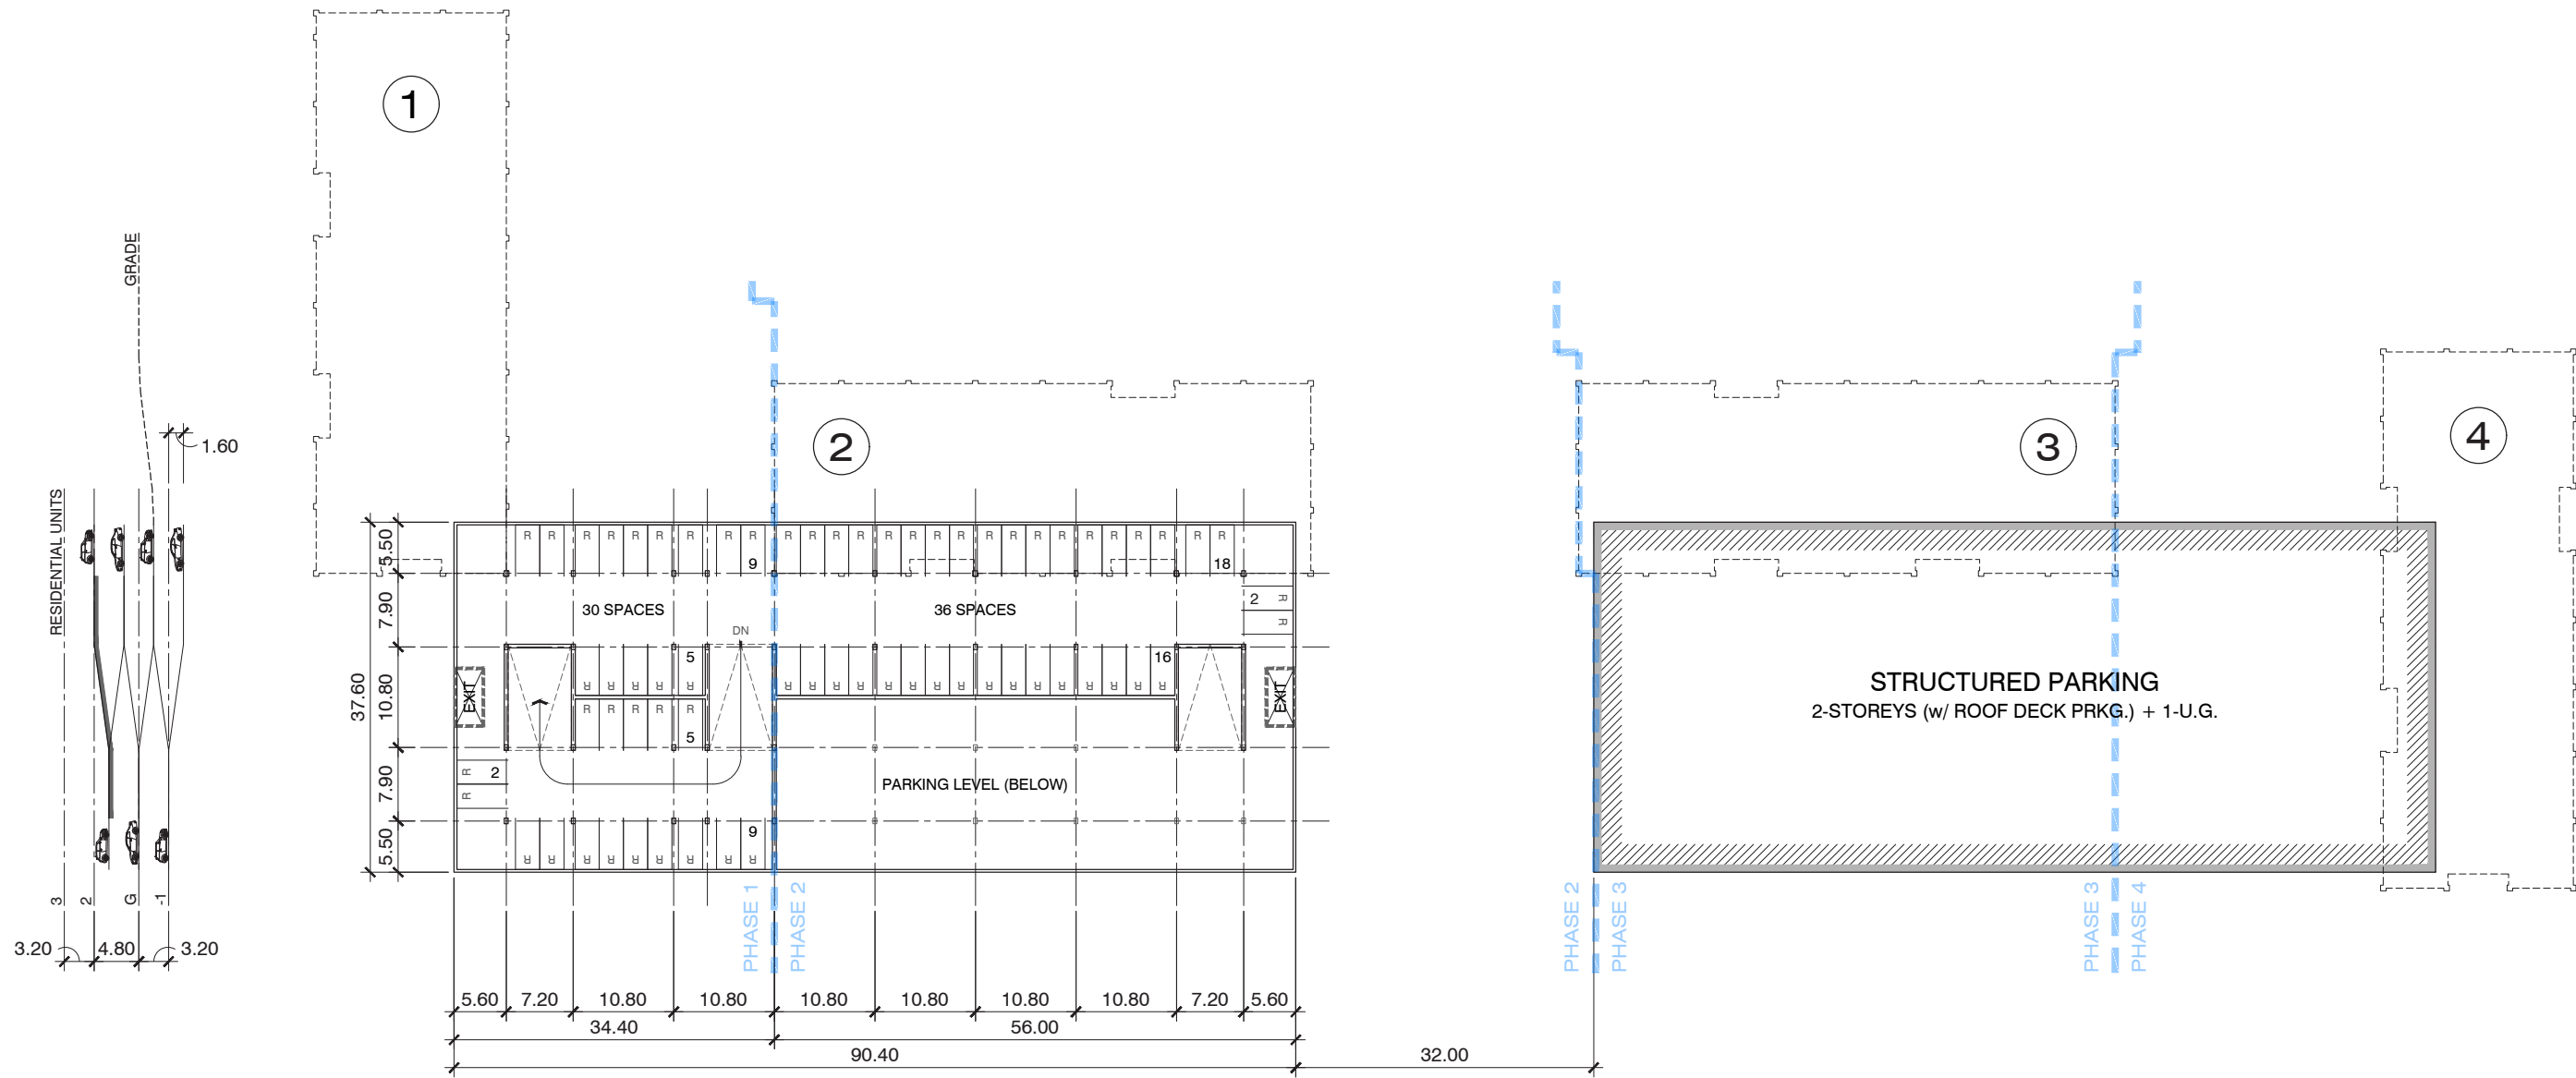 1
2
3
4
GRADE
1.60
RESIDENTIAL UNITS
3
2
G
-1
3.20
4.80
3.20
37.60
5.50
7.90
10.80
7.90
5.50
R R R R R R R R R R R R R R R R R R R R R R R R R R R
9
18
30 SPACES
36 SPACES
2
R
R
DN
5
16
R R R R R R R R R R R R R R R R R R R R R
EXIT
EXIT
R R R R R
5
R
2
R
PARKING LEVEL (BELOW)
9
R R R R R R R R R
STRUCTURED PARKING
2-STOREYS (w/ ROOF DECK PRKG.) + 1-U.G.
PHASE 1
PHASE 2
PHASE 2
PHASE 3
PHASE 3
PHASE 4
5.60 7.20 10.80 10.80 10.80 10.80 10.80 10.80 7.20 5.60
34.40 56.00
90.40 32.00